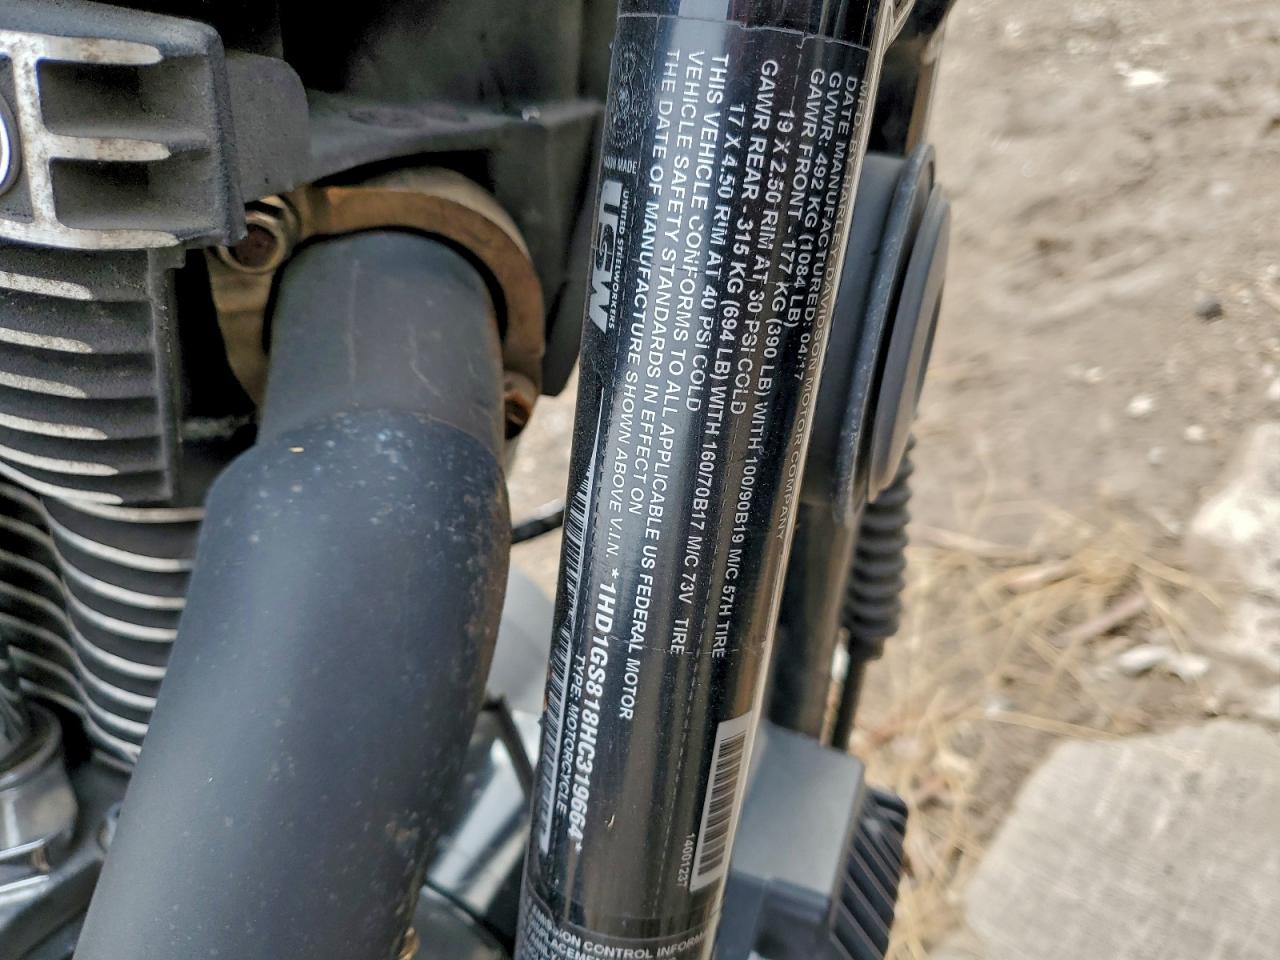 MFD. BY HARLEY-DAVIDSON MOTOR COMPANY
DATE MANUFACTURED: 04/17
GVWR: 492 KG (1084 LB)
GAWR FRONT - 177 KG (390 LB) WITH 100/90B19 M/C 57H TIRE
19 X 2.50 RIM AT 30 PSI COLD
GAWR REAR - 315 KG (694 LB) WITH 160/70B17 M/C 73V TIRE
17 X 4.50 RIM AT 40 PSI COLD
THIS VEHICLE CONFORMS TO ALL APPLICABLE US FEDERAL MOTOR
VEHICLE SAFETY STANDARDS IN EFFECT ON
THE DATE OF MANUFACTURE SHOWN ABOVE V.I.N. *1HD1GS818HC319664*
TYPE: MOTORCYCLE
MADE
UNITED STEELWORKERS
14001237
EMISSION CONTROL INFORMA